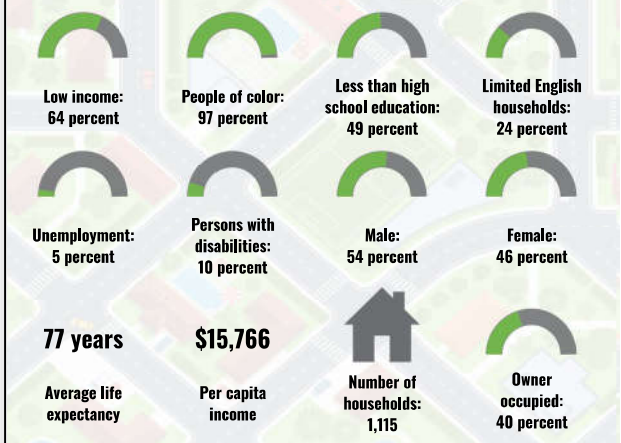 Low income:
64 percent
People of color:
97 percent
Less than high
school education:
49 percent
Limited English
households:
24 percent
Unemployment:
5 percent
Persons with
disabilities:
10 percent
Male:
54 percent
Female:
46 percent
77 years
Average life
expectancy
$15,766
Per capita
income
Number of
households:
1,115
Owner
occupied:
40 percent